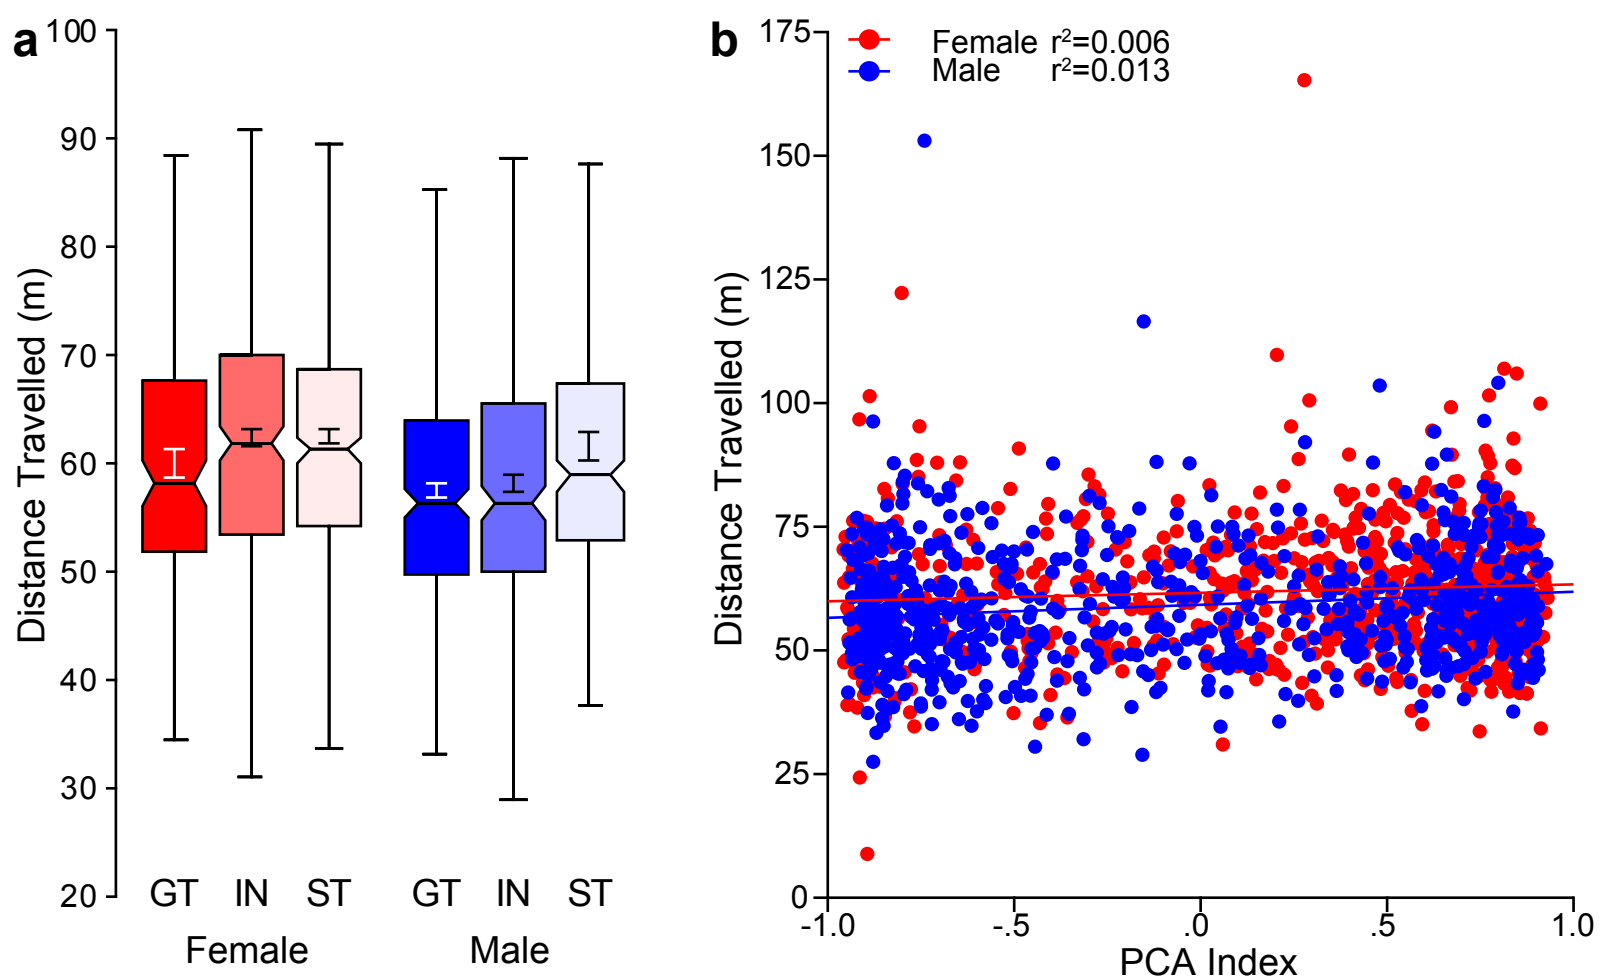 a
100
90
80
70
60
50
40
30
20
Distance Travelled (m)
GT IN ST GT IN ST
Female Male
b
175
150
125
100
75
50
25
0
Distance Travelled (m)
Female r²=0.006
Male r²=0.013
-1.0 -.5 .0 .5 1.0
PCA Index